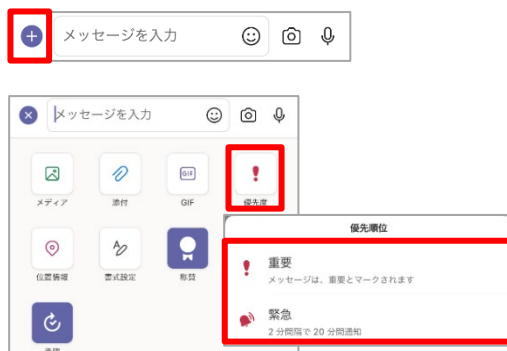 メッセージを入力
メッセージを入力
メディア
添付
GIF
GIF
優先度
位置情報
書式設定
称賛
優先順位
重要
メッセージは、重要とマークされます
緊急
2 分間隔で 20 分間通知